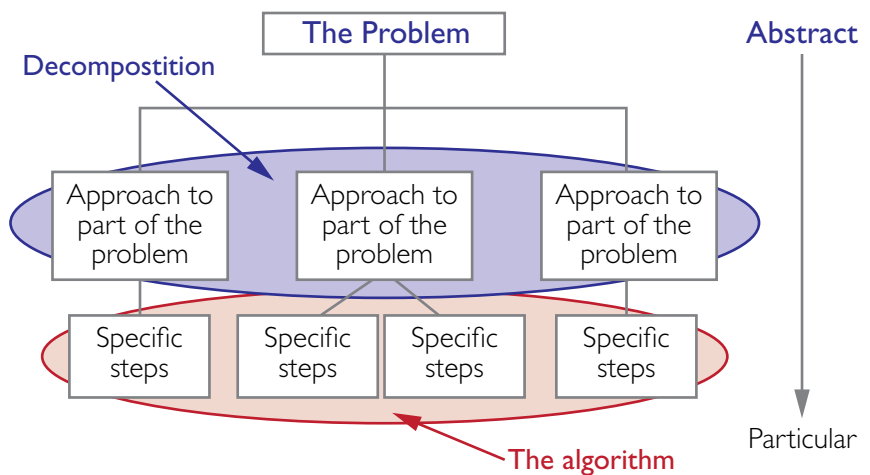 The Problem
Abstract
Decompostition
Approach to
part of the
problem
Approach to
part of the
problem
Approach to
part of the
problem
Specific
steps
Specific
steps
Specific
steps
Specific
steps
Particular
The algorithm